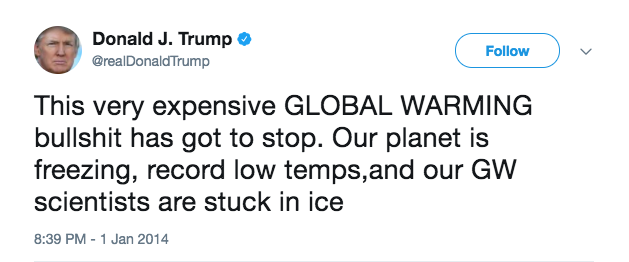 Donald J. Trump
@realDonaldTrump
Follow
This very expensive GLOBAL WARMING
bullshit has got to stop. Our planet is
freezing, record low temps,and our GW
scientists are stuck in ice
8:39 PM - 1 Jan 2014